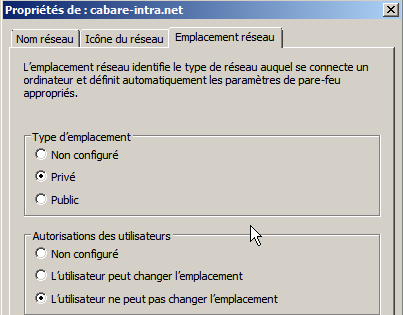 Propriétés de : cabare-intra.net
Nom réseau
Icône du réseau
Emplacement réseau
L'emplacement réseau identifie le type de réseau auquel se connecte un
ordinateur et définit automatiquement les paramètres de pare-feu
appropriés.
Type d'emplacement
Non configuré
Privé
Public
Autorisations des utilisateurs
Non configuré
L'utilisateur peut changer l'emplacement
L'utilisateur ne peut pas changer l'emplacement